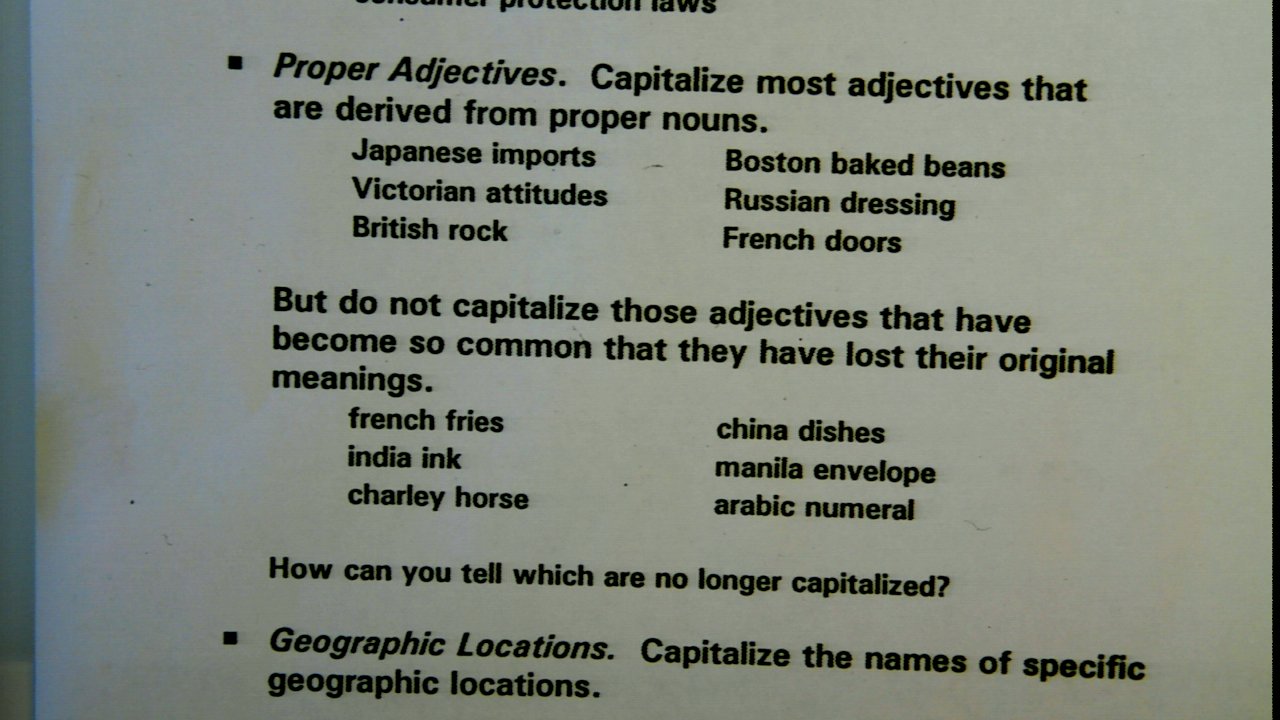 consumer protection laws
▪ Proper Adjectives. Capitalize most adjectives that
are derived from proper nouns.
Japanese imports Boston baked beans
Victorian attitudes Russian dressing
British rock French doors
But do not capitalize those adjectives that have
become so common that they have lost their original
meanings.
french fries china dishes
india ink manila envelope
charley horse arabic numeral
How can you tell which are no longer capitalized?
▪ Geographic Locations. Capitalize the names of specific
geographic locations.